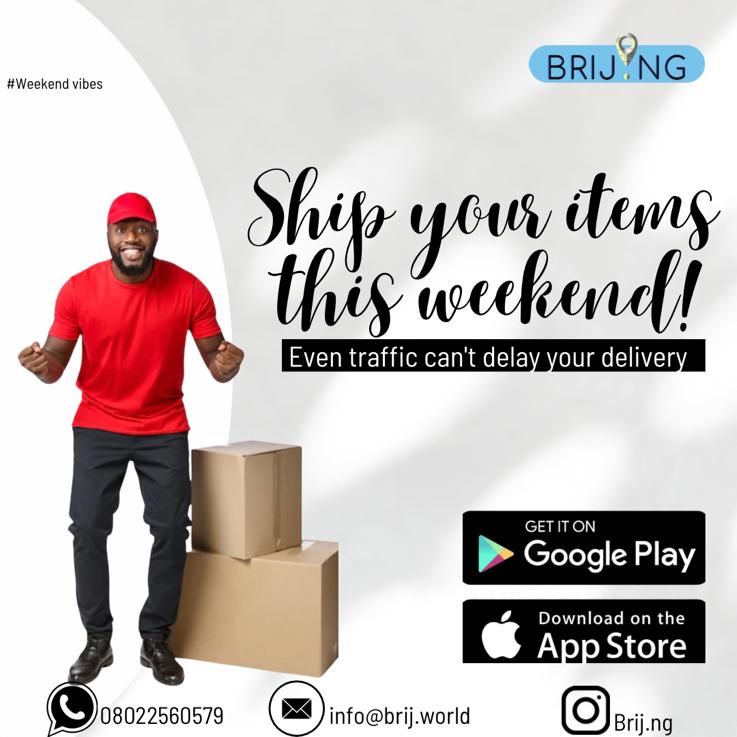 BRIJ.NG
#Weekend vibes
Ship your items
this weekend!
Even traffic can't delay your delivery
GET IT ON
Google Play
Download on the
App Store
08022560579
info@brij.world
Brij.ng